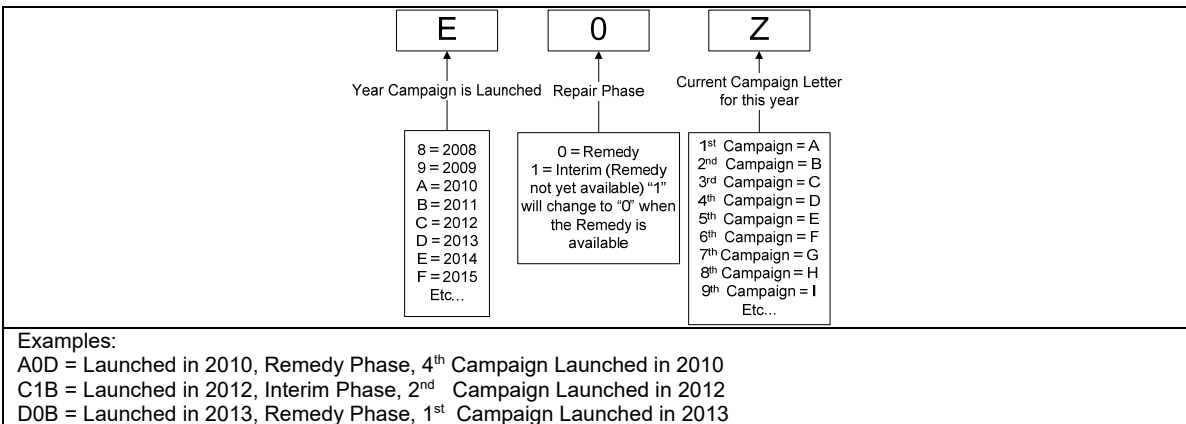 E 0 Z
Year Campaign is Launched
Repair Phase
Current Campaign Letter
for this year
8 = 2008
9 = 2009
A = 2010
B = 2011
C = 2012
D = 2013
E = 2014
F = 2015
Etc...
0 = Remedy
1 = Interim (Remedy
not yet available) “1”
will change to “0” when
the Remedy is
available
1st Campaign = A
2nd Campaign = B
3rd Campaign = C
4th Campaign = D
5th Campaign = E
6th Campaign = F
7th Campaign = G
8th Campaign = H
9th Campaign = I
Etc...
Examples:
A0D = Launched in 2010, Remedy Phase, 4th Campaign Launched in 2010
C1B = Launched in 2012, Interim Phase, 2nd Campaign Launched in 2012
D0B = Launched in 2013, Remedy Phase, 1st Campaign Launched in 2013